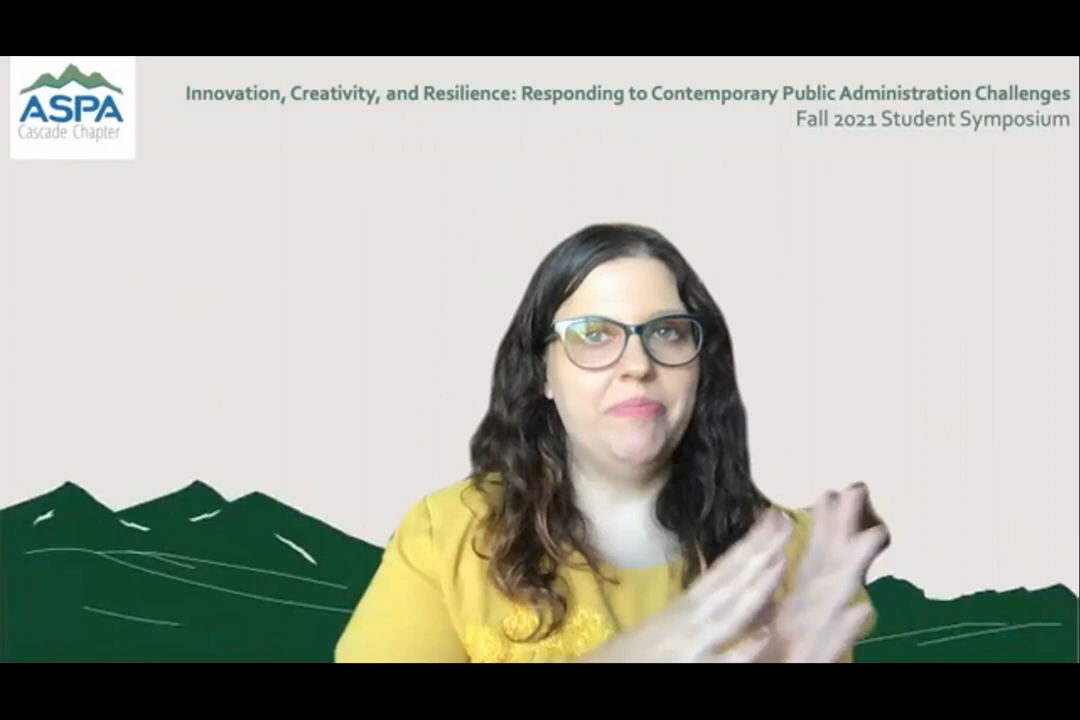 ASPA
Cascade Chapter
Innovation, Creativity, and Resilience: Responding to Contemporary Public Administration Challenges
Fall 2021 Student Symposium